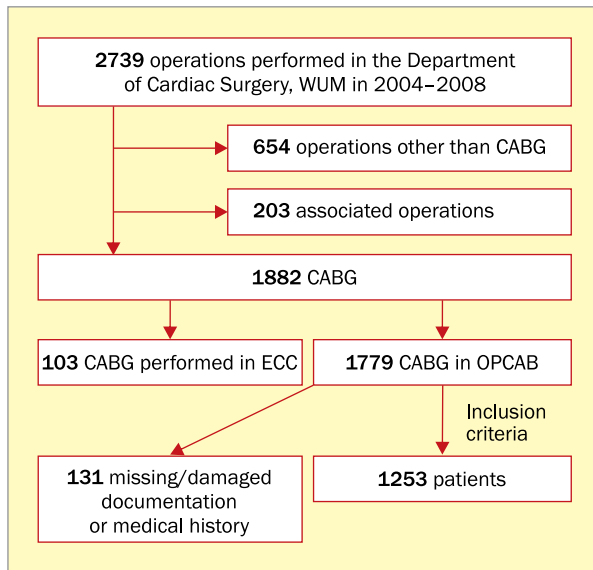 2739 operations performed in the Department
of Cardiac Surgery, WUM in 2004–2008
654 operations other than CABG
203 associated operations
1882 CABG
103 CABG performed in ECC
1779 CABG in OPCAB
Inclusion
criteria
131 missing/damaged
documentation
or medical history
1253 patients